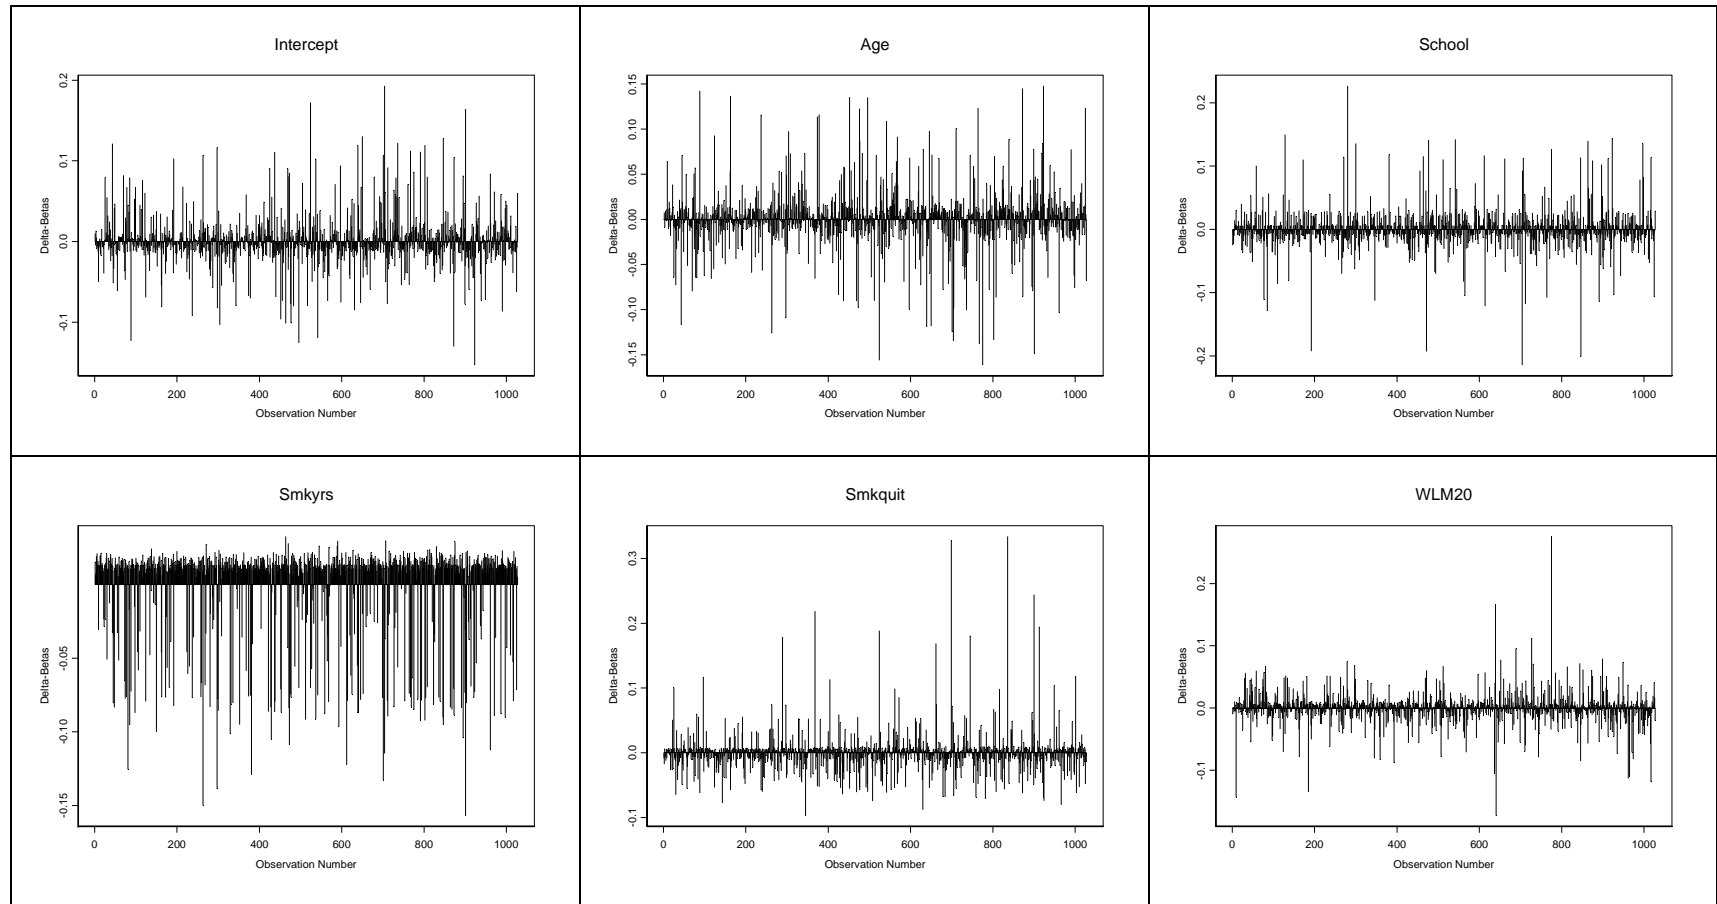 Intercept
0.2
0.1
0.0
-0.1
Delta-Betas
0 200 400 600 800 1000
Observation Number
Age
0.15
0.10
0.05
0.00
-0.05
-0.10
-0.15
Delta-Betas
0 200 400 600 800 1000
Observation Number
School
0.2
0.1
0.0
-0.1
-0.2
Delta-Betas
0 200 400 600 800 1000
Observation Number
Smkyrs
-0.05
-0.10
-0.15
Delta-Betas
0 200 400 600 800 1000
Observation Number
Smkquit
0.3
0.2
0.1
0.0
-0.1
Delta-Betas
0 200 400 600 800 1000
Observation Number
WLM20
0.2
0.1
0.0
-0.1
Delta-Betas
0 200 400 600 800 1000
Observation Number